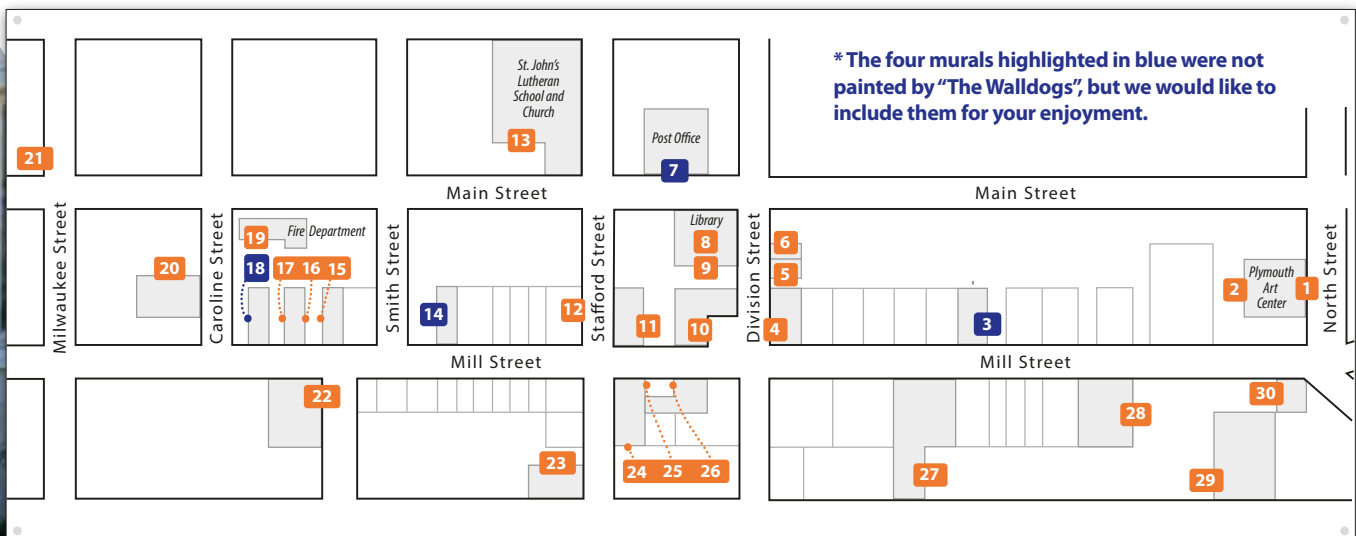 * The four murals highlighted in blue were not
painted by “The Walldogs”, but we would like to
include them for your enjoyment.
St. John's
Lutheran
School and
Church
13
Post Office
7
21
Main Street
Main Street
Milwaukee Street
Caroline Street
Smith Street
Stafford Street
Division Street
North Street
Library
8
9
6
5
19
Fire Department
20
18
17
16
15
14
12
11
10
4
3
2
Plymouth
Art
Center
1
Mill Street
Mill Street
22
23
24
25
26
27
28
29
30